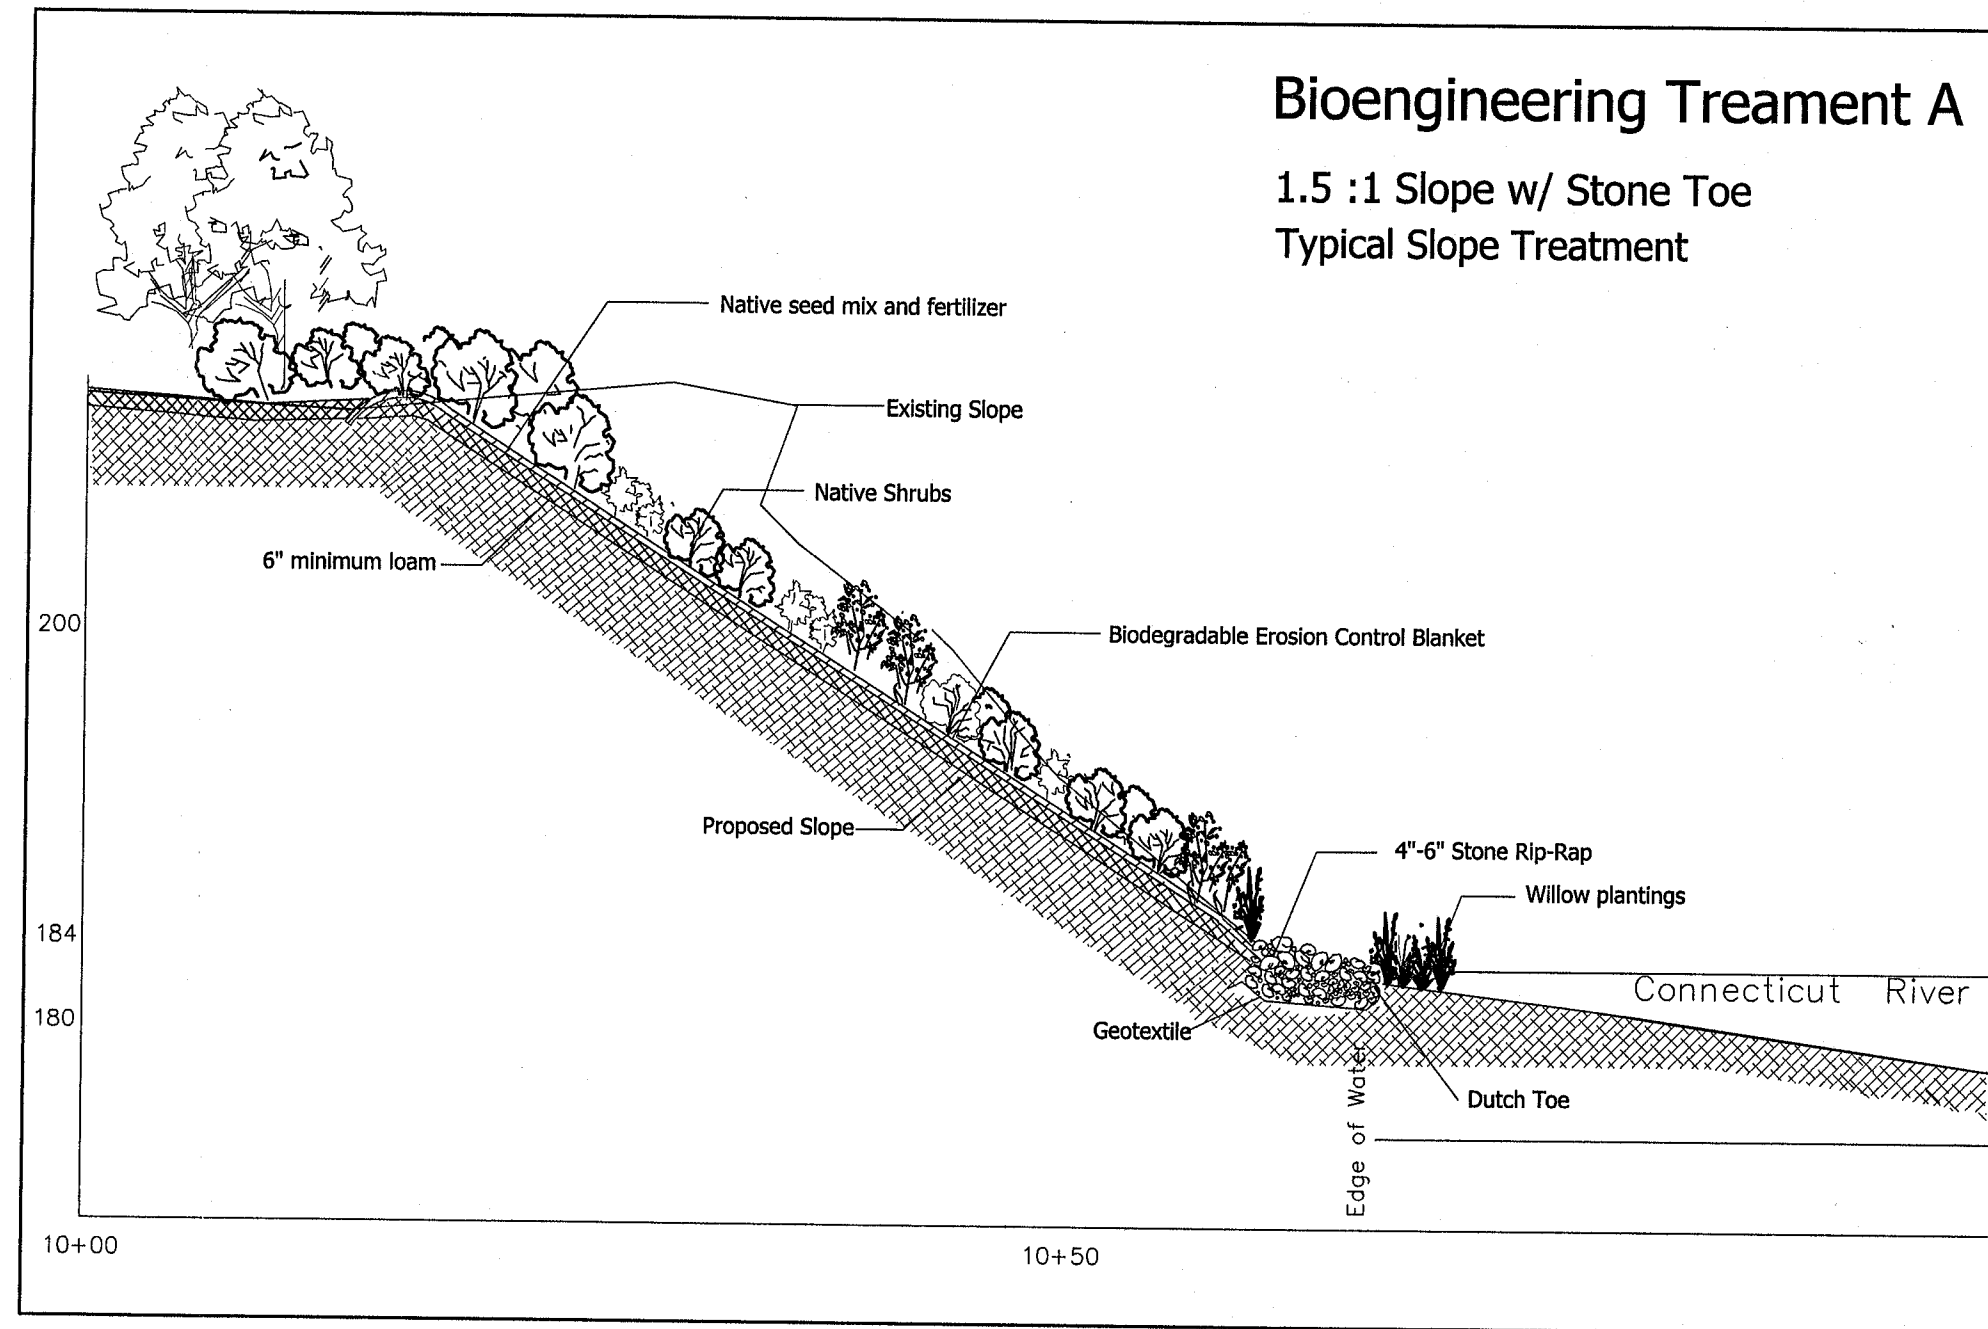 Bioengineering Treament A
1.5 :1 Slope w/ Stone Toe
Typical Slope Treatment
Native seed mix and fertilizer
Existing Slope
Native Shrubs
6" minimum loam
200
Biodegradable Erosion Control Blanket
Proposed Slope
4"-6" Stone Rip-Rap
Willow plantings
184
Connecticut River
180
Geotextile
Dutch Toe
Edge of Water
10+00
10+50